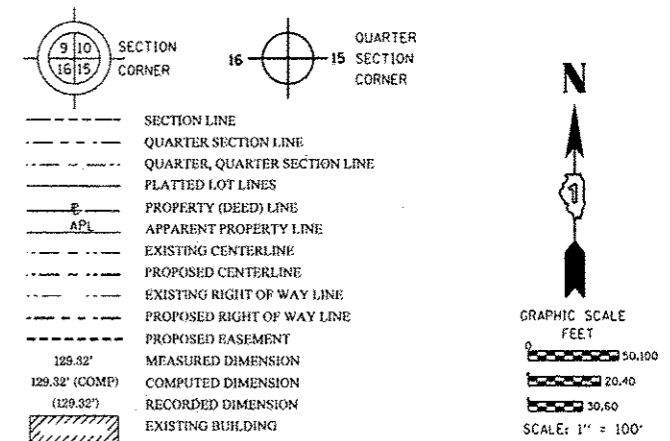 9 10
16 15
SECTION
CORNER
16
15
QUARTER
SECTION
CORNER
SECTION LINE
QUARTER SECTION LINE
QUARTER, QUARTER SECTION LINE
PLATTED LOT LINES
PROPERTY (DEED) LINE
APL APPARENT PROPERTY LINE
EXISTING CENTERLINE
PROPOSED CENTERLINE
EXISTING RIGHT OF WAY LINE
PROPOSED RIGHT OF WAY LINE
PROPOSED EASEMENT
129.32' MEASURED DIMENSION
129.32' (COMP) COMPUTED DIMENSION
(129.32') RECORDED DIMENSION
EXISTING BUILDING
N
1
GRAPHIC SCALE
FEET
0
50,100
20,40
30,60
SCALE: 1" = 100'